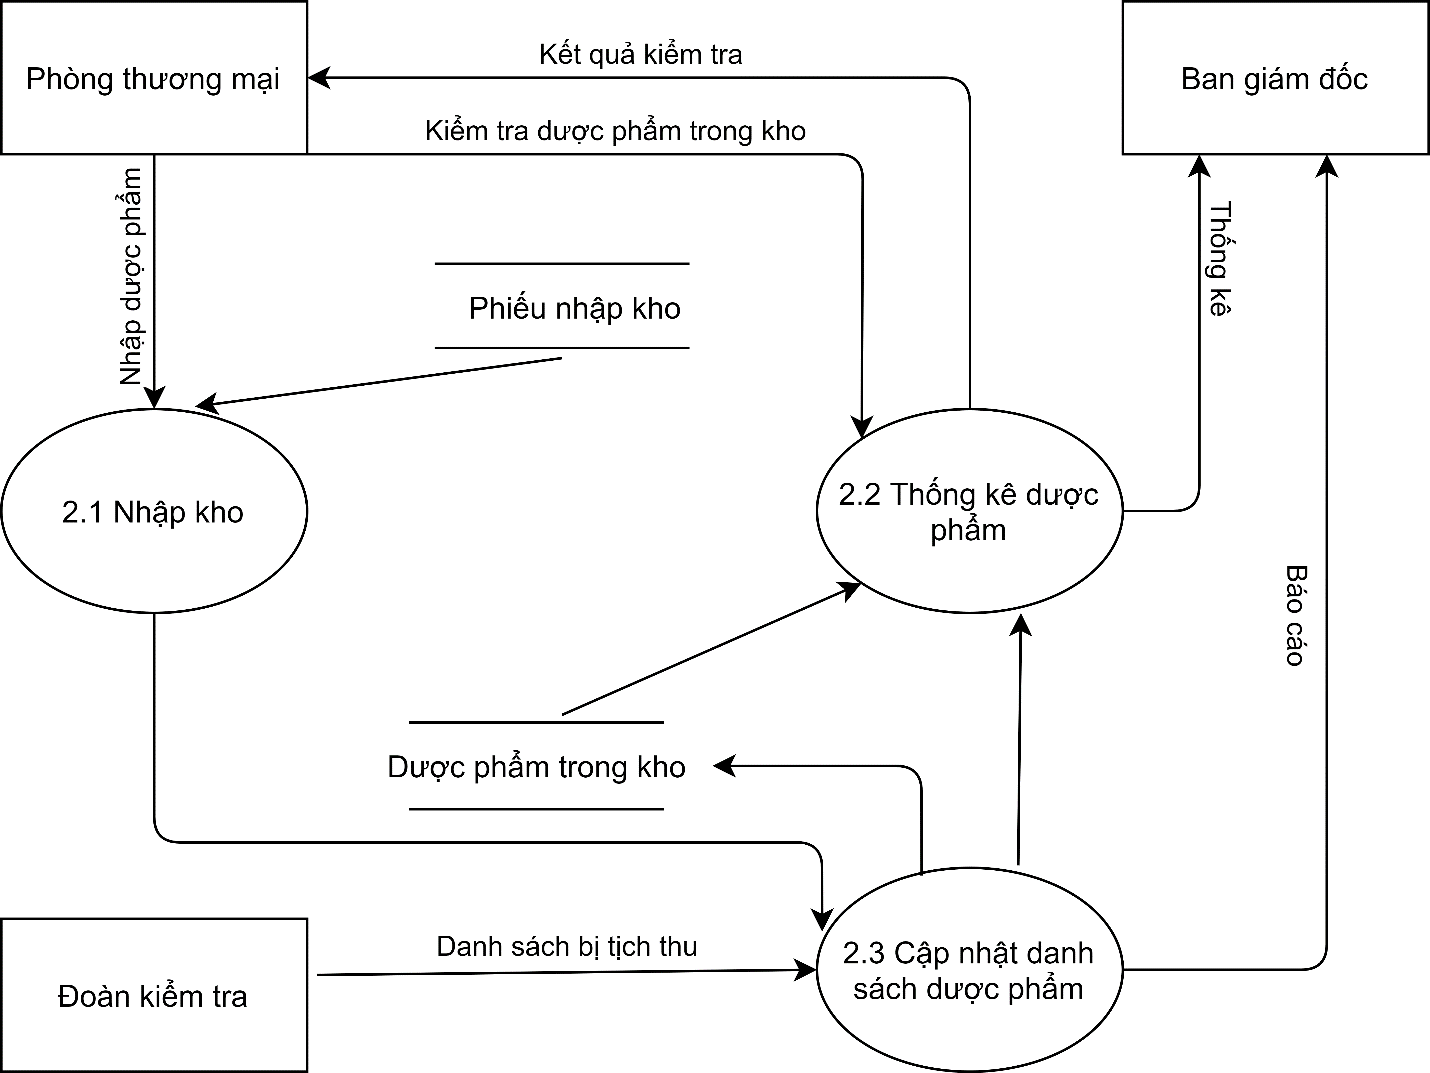 Kết quả kiểm tra
Phòng thương mại
Ban giám đốc
Kiểm tra dược phẩm trong kho
Nhập dược phẩm
Thống kê
Phiếu nhập kho
2.1 Nhập kho
2.2 Thống kê dược
phẩm
Báo cáo
Dược phẩm trong kho
Danh sách bị tịch thu
2.3 Cập nhật danh
sách dược phẩm
Đoàn kiểm tra